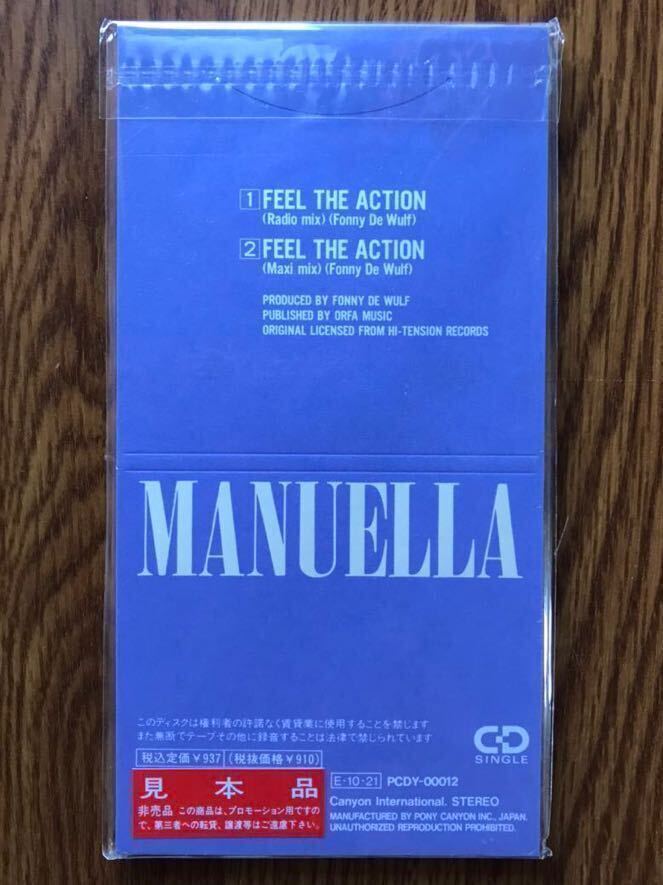 1 FEEL THE ACTION
(Radio mix) (Fonny De Wulf)
2 FEEL THE ACTION
(Maxi mix) (Fonny De Wulf)
PRODUCED BY FONNY DE WULF
PUBLISHED BY ORFA MUSIC
ORIGINAL LICENSED FROM HI-TENSION RECORDS
MANUELLA
このディスクは権利者の許諾なく賃貸業に使用することを禁じます
また無断でテープその他に録音することは法律で禁じられています
税込定価¥937 (税抜価格¥910)
CD
SINGLE
見本品
非売品 この商品は、プロモーション用ですの
で、第三者への転貸、譲渡等はご遠慮下さい。
E・10・21 PCDY-00012
Canyon International. STEREO
MANUFACTURED BY PONY CANYON INC., JAPAN.
UNAUTHORIZED REPRODUCTION PROHIBITED.